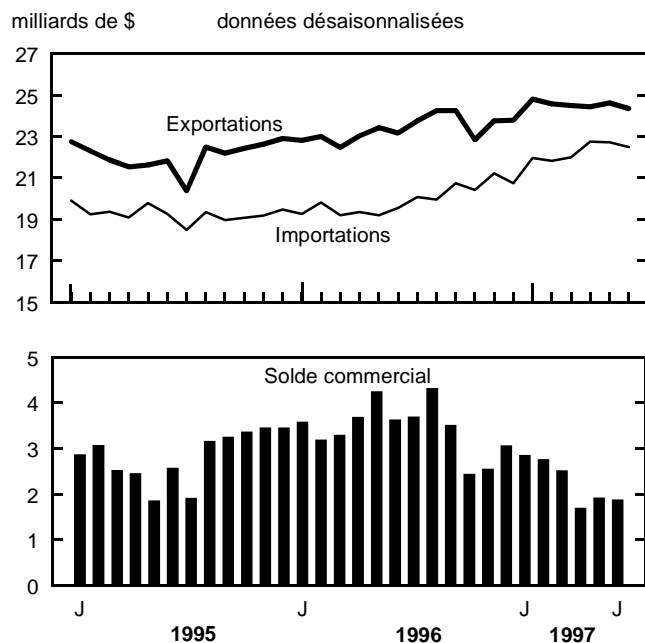 milliards de $ données désaisonnalisées
27
25
23
21
19
17
15
Exportations
Importations
5
4
3
2
1
0
Solde commercial
J J J J
1995 1996 1997